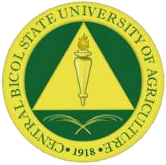 CENTRAL BICOL STATE UNIVERSITY OF AGRICULTURE
• 1918 •